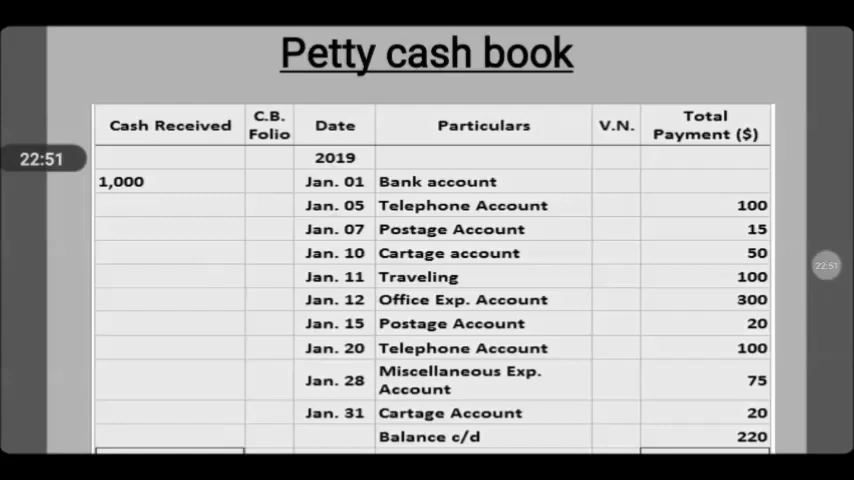 Petty cash book
Cash Received C.B. Folio Date Particulars V.N. Total Payment ($)
2019
1,000 Jan. 01 Bank account
Jan. 05 Telephone Account 100
Jan. 07 Postage Account 15
Jan. 10 Cartage account 50
Jan. 11 Traveling 100
Jan. 12 Office Exp. Account 300
Jan. 15 Postage Account 20
Jan. 20 Telephone Account 100
Jan. 28 Miscellaneous Exp. Account 75
Jan. 31 Cartage Account 20
Balance c/d 220
22:51
22:51